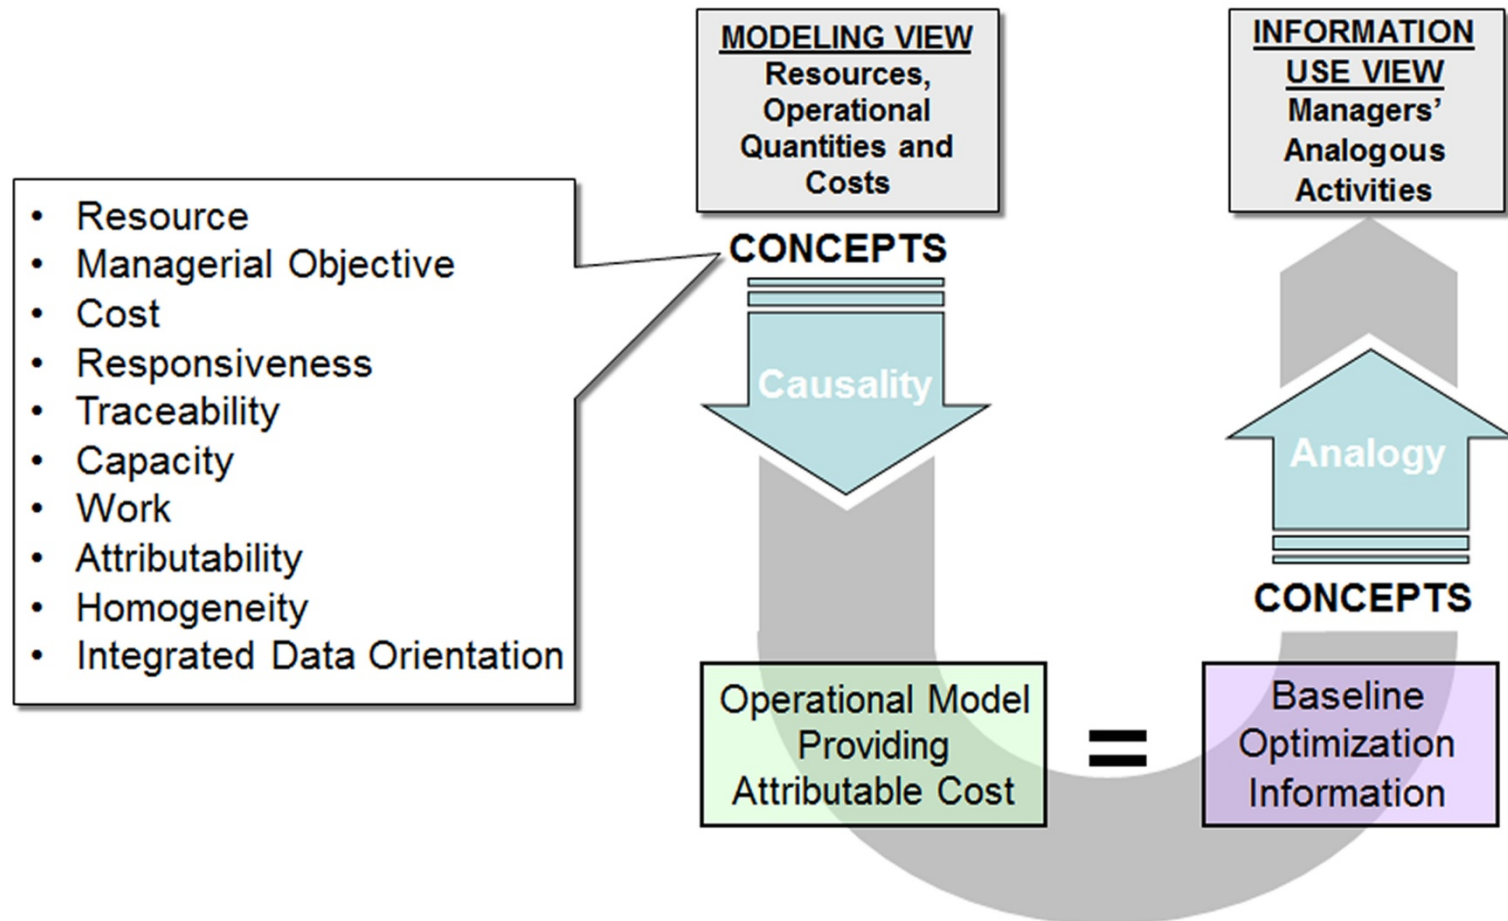 MODELING VIEW
Resources,
Operational
Quantities and
Costs
INFORMATION
USE VIEW
Managers’
Analogous
Activities
• Resource
• Managerial Objective
• Cost
• Responsiveness
• Traceability
• Capacity
• Work
• Attributability
• Homogeneity
• Integrated Data Orientation
CONCEPTS
Causality
Analogy
CONCEPTS
Operational Model
Providing
Attributable Cost
=
Baseline
Optimization
Information